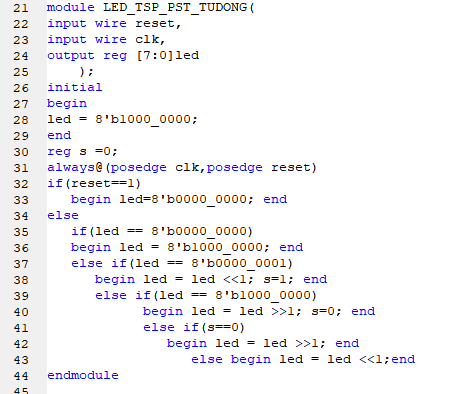 21 module LED_TSP_PST_TUDONG(
22 input wire reset,
23 input wire clk,
24 output reg [7:0]led
25 );
26 initial
27 begin
28 led = 8'b1000_0000;
29 end
30 reg s =0;
31 always@(posedge clk,posedge reset)
32 if(reset==1)
33 begin led=8'b0000_0000; end
34 else
35 if(led == 8'b0000_0000)
36 begin led = 8'b1000_0000; end
37 else if(led == 8'b0000_0001)
38 begin led = led <<1; s=1; end
39 else if(led == 8'b1000_0000)
40 begin led = led >>1; s=0; end
41 else if(s==0)
42 begin led = led >>1; end
43 else begin led = led <<1;end
44 endmodule
45